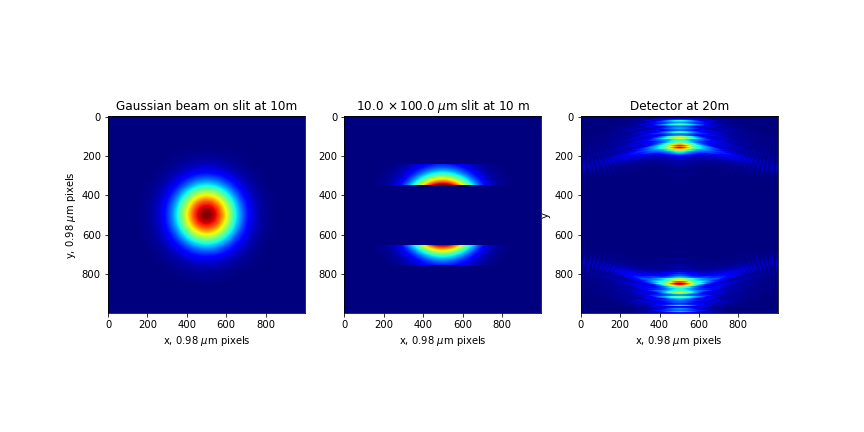 Gaussian beam on slit at 10m
10.0 × 100.0 μm slit at 10 m
Detector at 20m
0
200
400
600
800
y, 0.98 μm pixels
0 200 400 600 800
x, 0.98 μm pixels
0
200
400
600
800
0 200 400 600 800
x, 0.98 μm pixels
0
200
400
600
800
y
0 200 400 600 800
x, 0.98 μm pixels